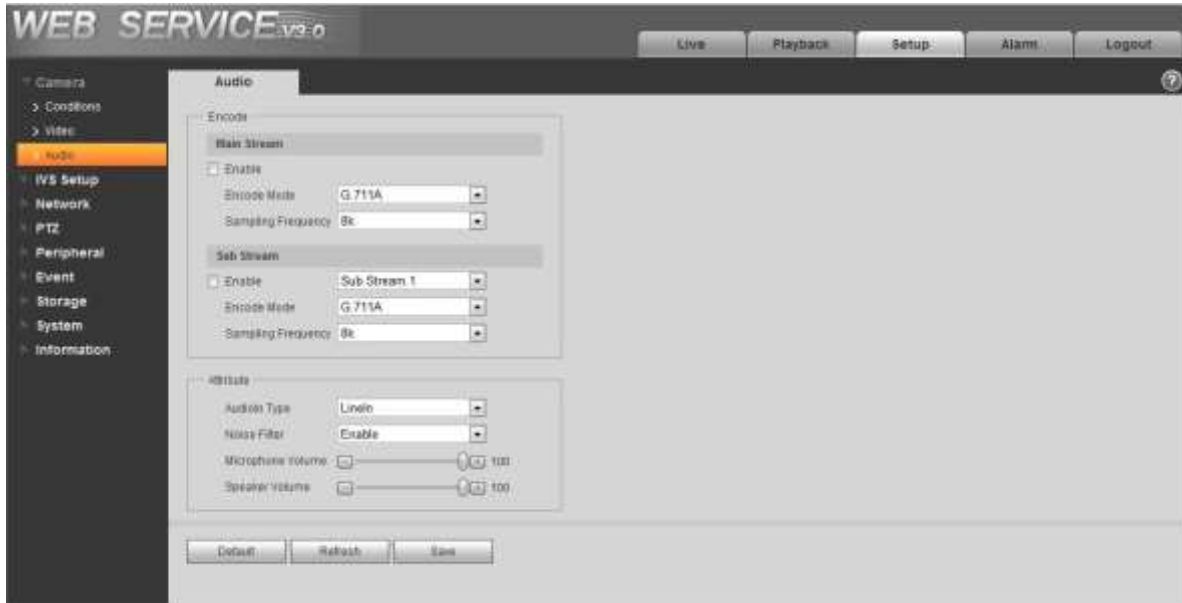 WEB SERVICE V3.0
Live
Playback
Setup
Alarm
Logout
Camera
Conditions
Video
Audio
IVS Setup
Network
PTZ
Peripheral
Event
Storage
System
Information
Audio
Encode
Main Stream
Enable
Encode Mode G.711A
Sampling Frequency 8k
Sub Stream
Enable Sub Stream 1
Encode Mode G.711A
Sampling Frequency 8k
Attribute
AudioIn Type LineIn
Noise Filter Enable
Microphone Volume 100
Speaker Volume 100
Default
Refresh
Save